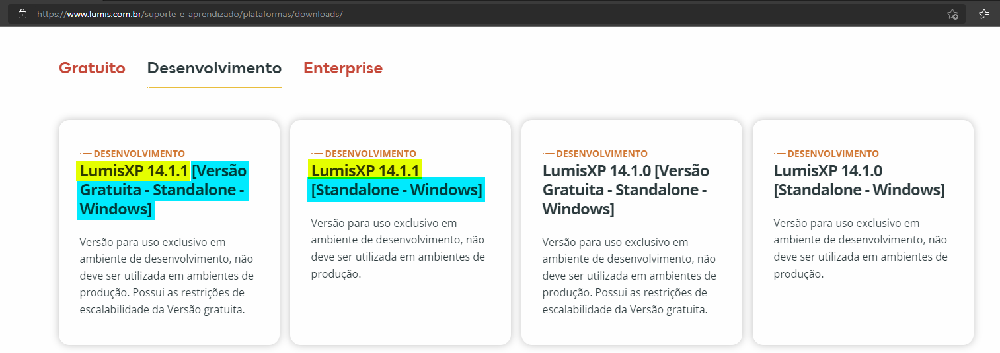 https://www.lumis.com.br/suporte-e-aprendizado/plataformas/downloads/
Gratuito
Desenvolvimento
Enterprise
DESENVOLVIMENTO
LumisXP 14.1.1 [Versão
Gratuita - Standalone -
Windows]
Versão para uso exclusivo em
ambiente de desenvolvimento, não
deve ser utilizada em ambientes de
produção. Possui as restrições de
escalabilidade da Versão gratuita.
DESENVOLVIMENTO
LumisXP 14.1.1
[Standalone - Windows]
Versão para uso exclusivo em
ambiente de desenvolvimento, não
deve ser utilizada em ambientes de
produção.
DESENVOLVIMENTO
LumisXP 14.1.0 [Versão
Gratuita - Standalone -
Windows]
Versão para uso exclusivo em
ambiente de desenvolvimento, não
deve ser utilizada em ambientes de
produção. Possui as restrições de
escalabilidade da Versão gratuita.
DESENVOLVIMENTO
LumisXP 14.1.0
[Standalone - Windows]
Versão para uso exclusivo em
ambiente de desenvolvimento, não
deve ser utilizada em ambientes de
produção.